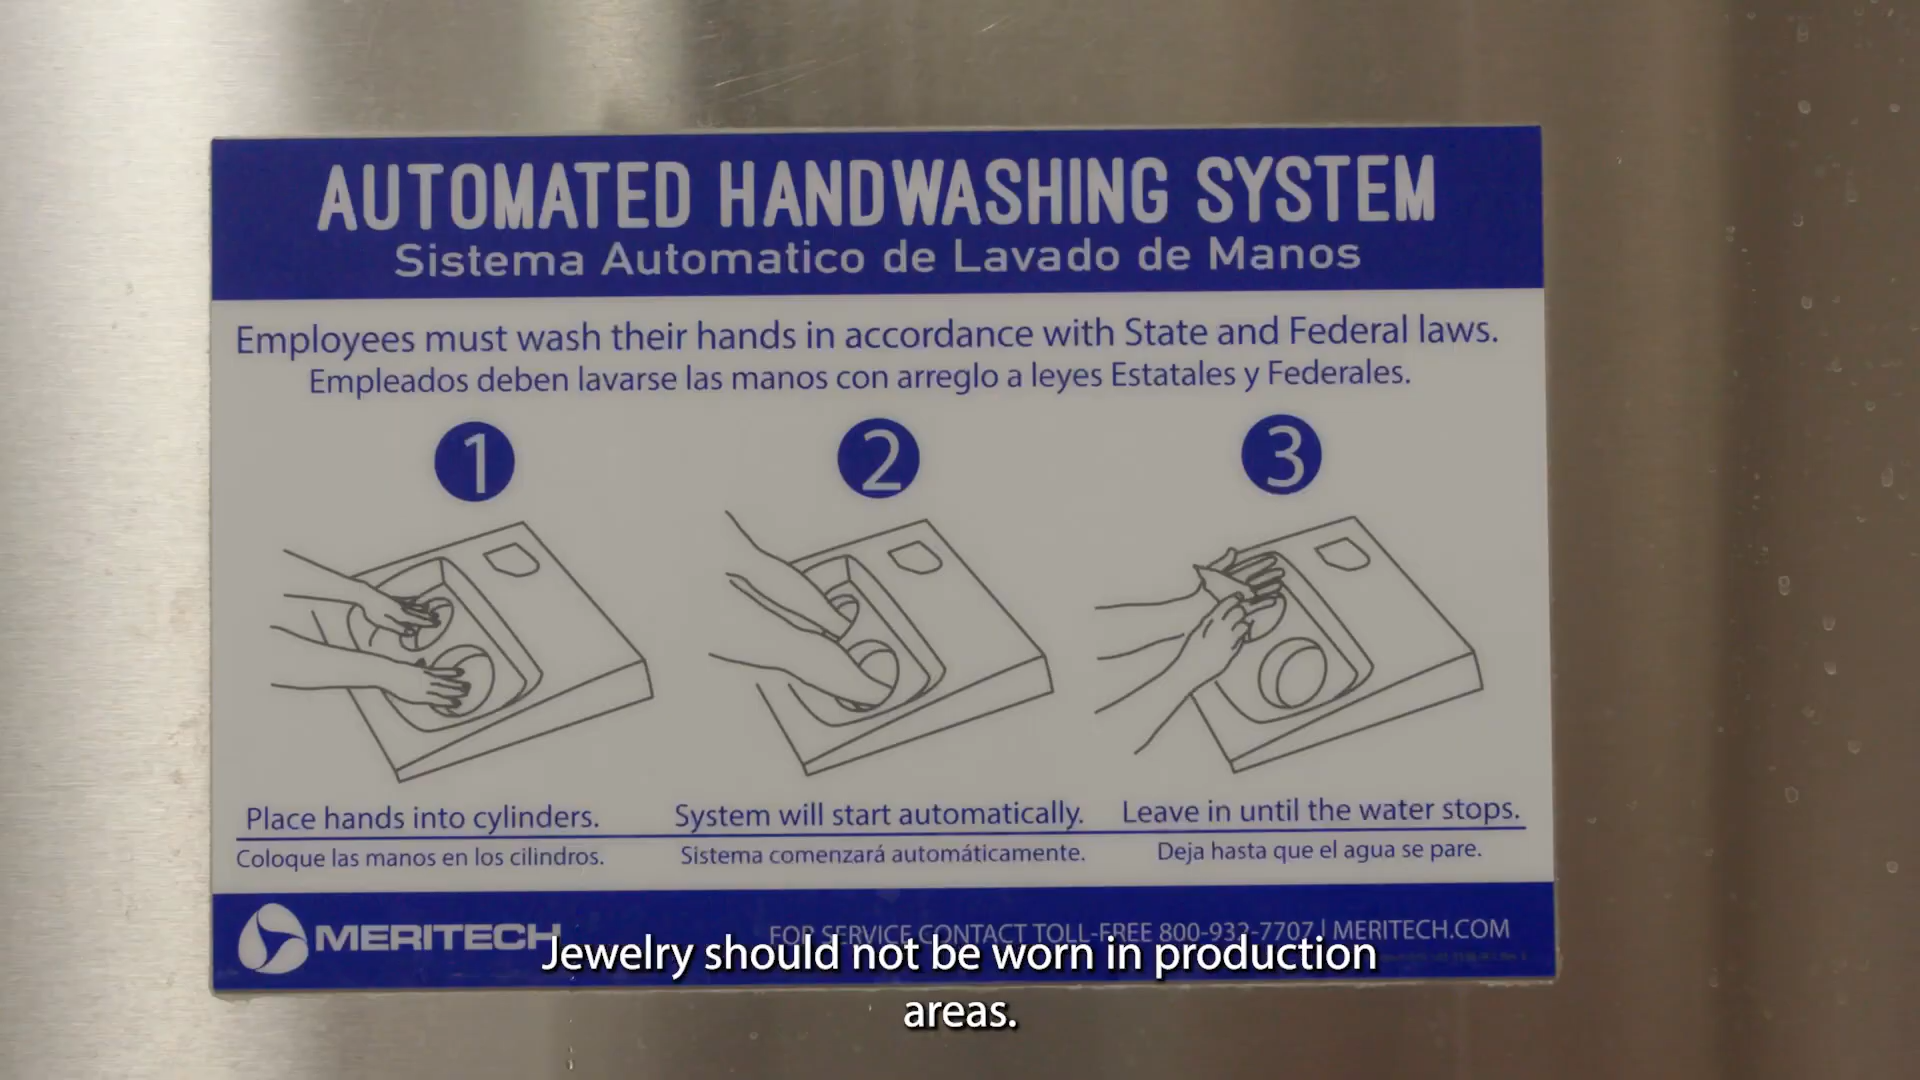 AUTOMATED HANDWASHING SYSTEM
Sistema Automatico de Lavado de Manos
Employees must wash their hands in accordance with State and Federal laws.
Empleados deben lavarse las manos con arreglo a leyes Estatales y Federales.
1 2 3
Place hands into cylinders. System will start automatically. Leave in until the water stops.
Coloque las manos en los cilindros. Sistema comenzará automáticamente. Deja hasta que el agua se pare.
MERITECH FOR SERVICE CONTACT TOLL-FREE 800-932-7707 | MERITECH.COM
Jewelry should not be worn in production
areas.